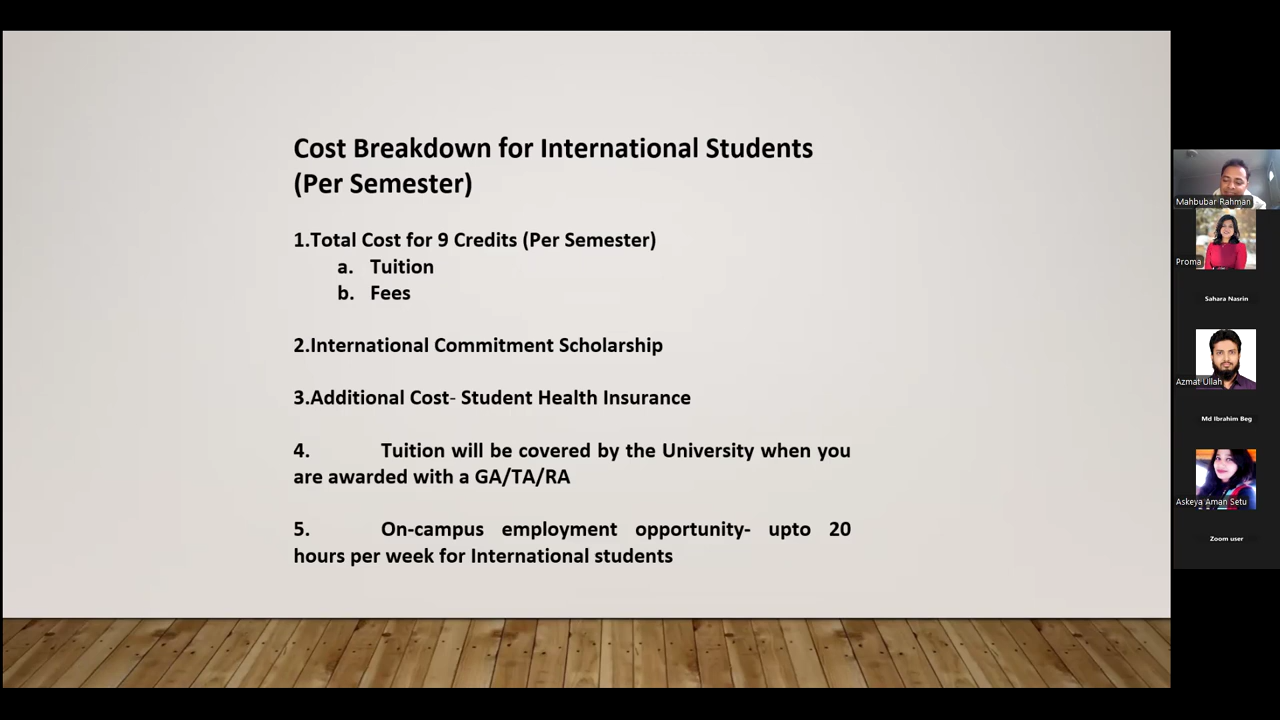 Cost Breakdown for International Students
(Per Semester)
1.Total Cost for 9 Credits (Per Semester)
a. Tuition
b. Fees
2.International Commitment Scholarship
3.Additional Cost- Student Health Insurance
4. Tuition will be covered by the University when you
are awarded with a GA/TA/RA
5. On-campus employment opportunity- upto 20
hours per week for International students
Mahbubar Rahman
Proma
Sahara Nasrin
Azmat Ullah
Md Ibrahim Beg
Askeya Aman Setu
Zoom user